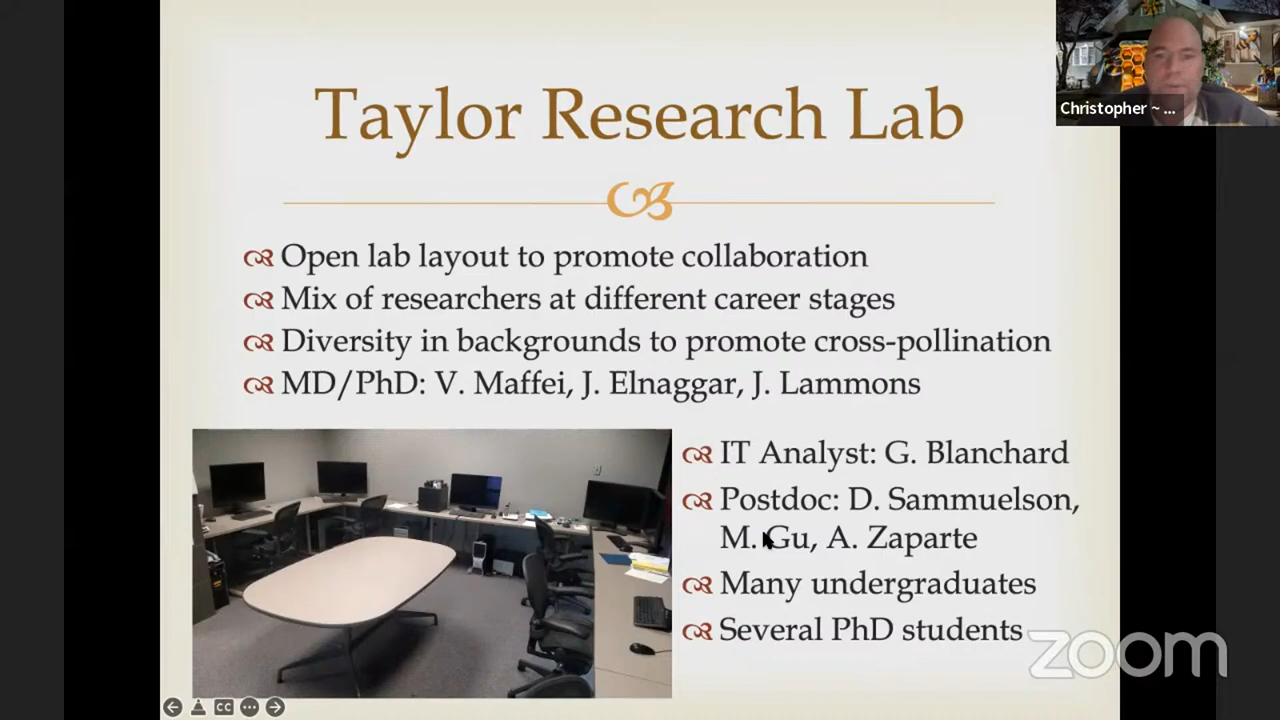 Taylor Research Lab
Christopher ~ ...
Open lab layout to promote collaboration
Mix of researchers at different career stages
Diversity in backgrounds to promote cross-pollination
MD/PhD: V. Maffei, J. Elnaggar, J. Lammons
IT Analyst: G. Blanchard
Postdoc: D. Sammuelson,
M. Gu, A. Zaparte
Many undergraduates
Several PhD students
zoom
CC